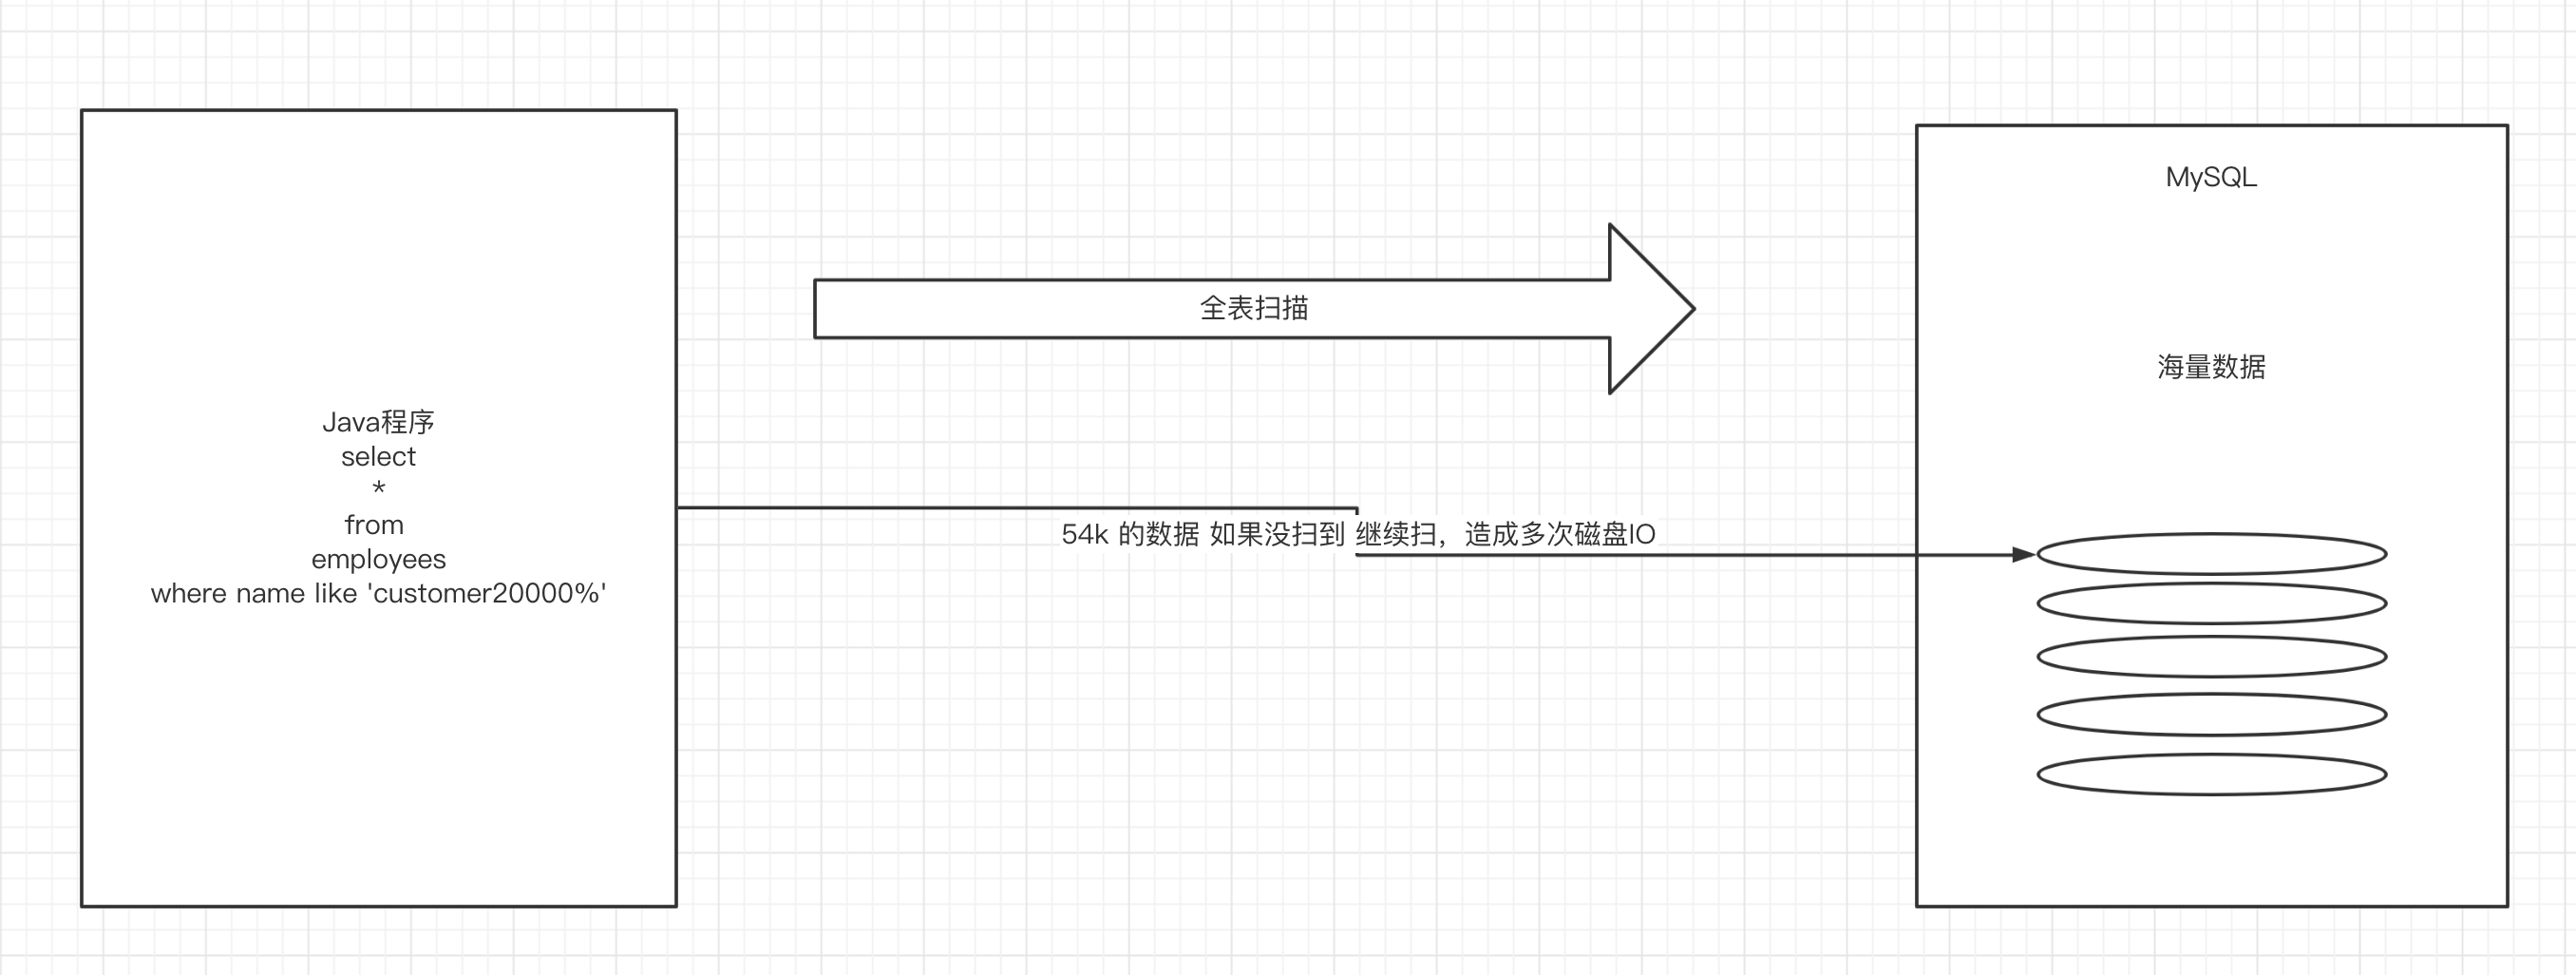 Java程序
select
*
from
employees
where name like 'customer20000%'
全表扫描
54k 的数据 如果没扫到 继续扫，造成多次磁盘IO
MySQL
海量数据